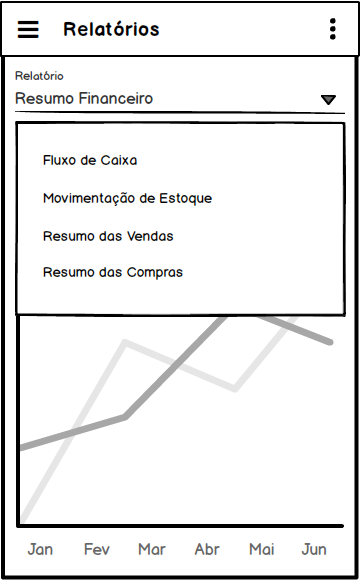 Relatórios
Relatório
Resumo Financeiro
Fluxo de Caixa
Movimentação de Estoque
Resumo das Vendas
Resumo das Compras
Jan Fev Mar Abr Mai Jun